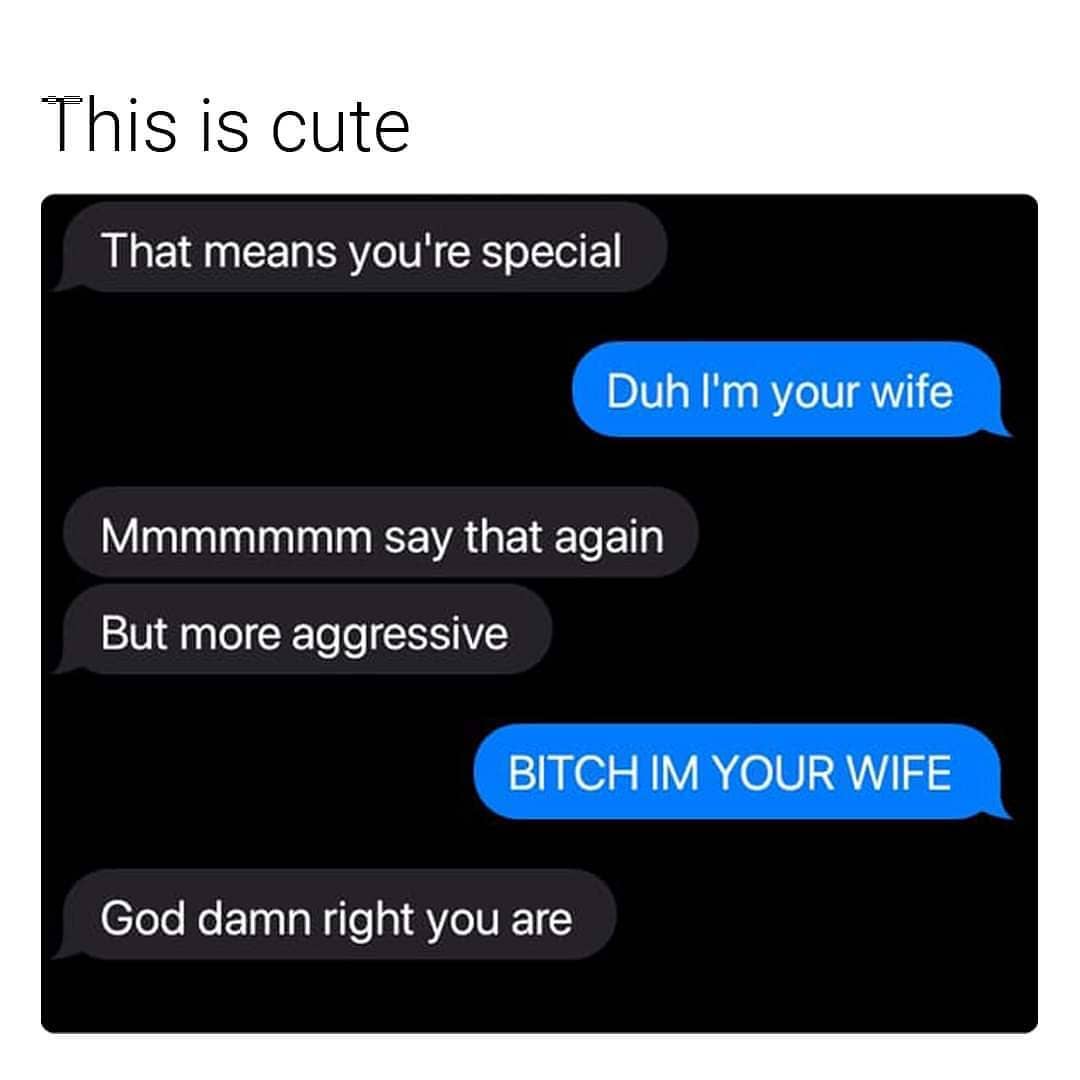 This is cute
That means you're special
Duh I'm your wife
Mmmmmmm say that again
But more aggressive
BITCH IM YOUR WIFE
God damn right you are